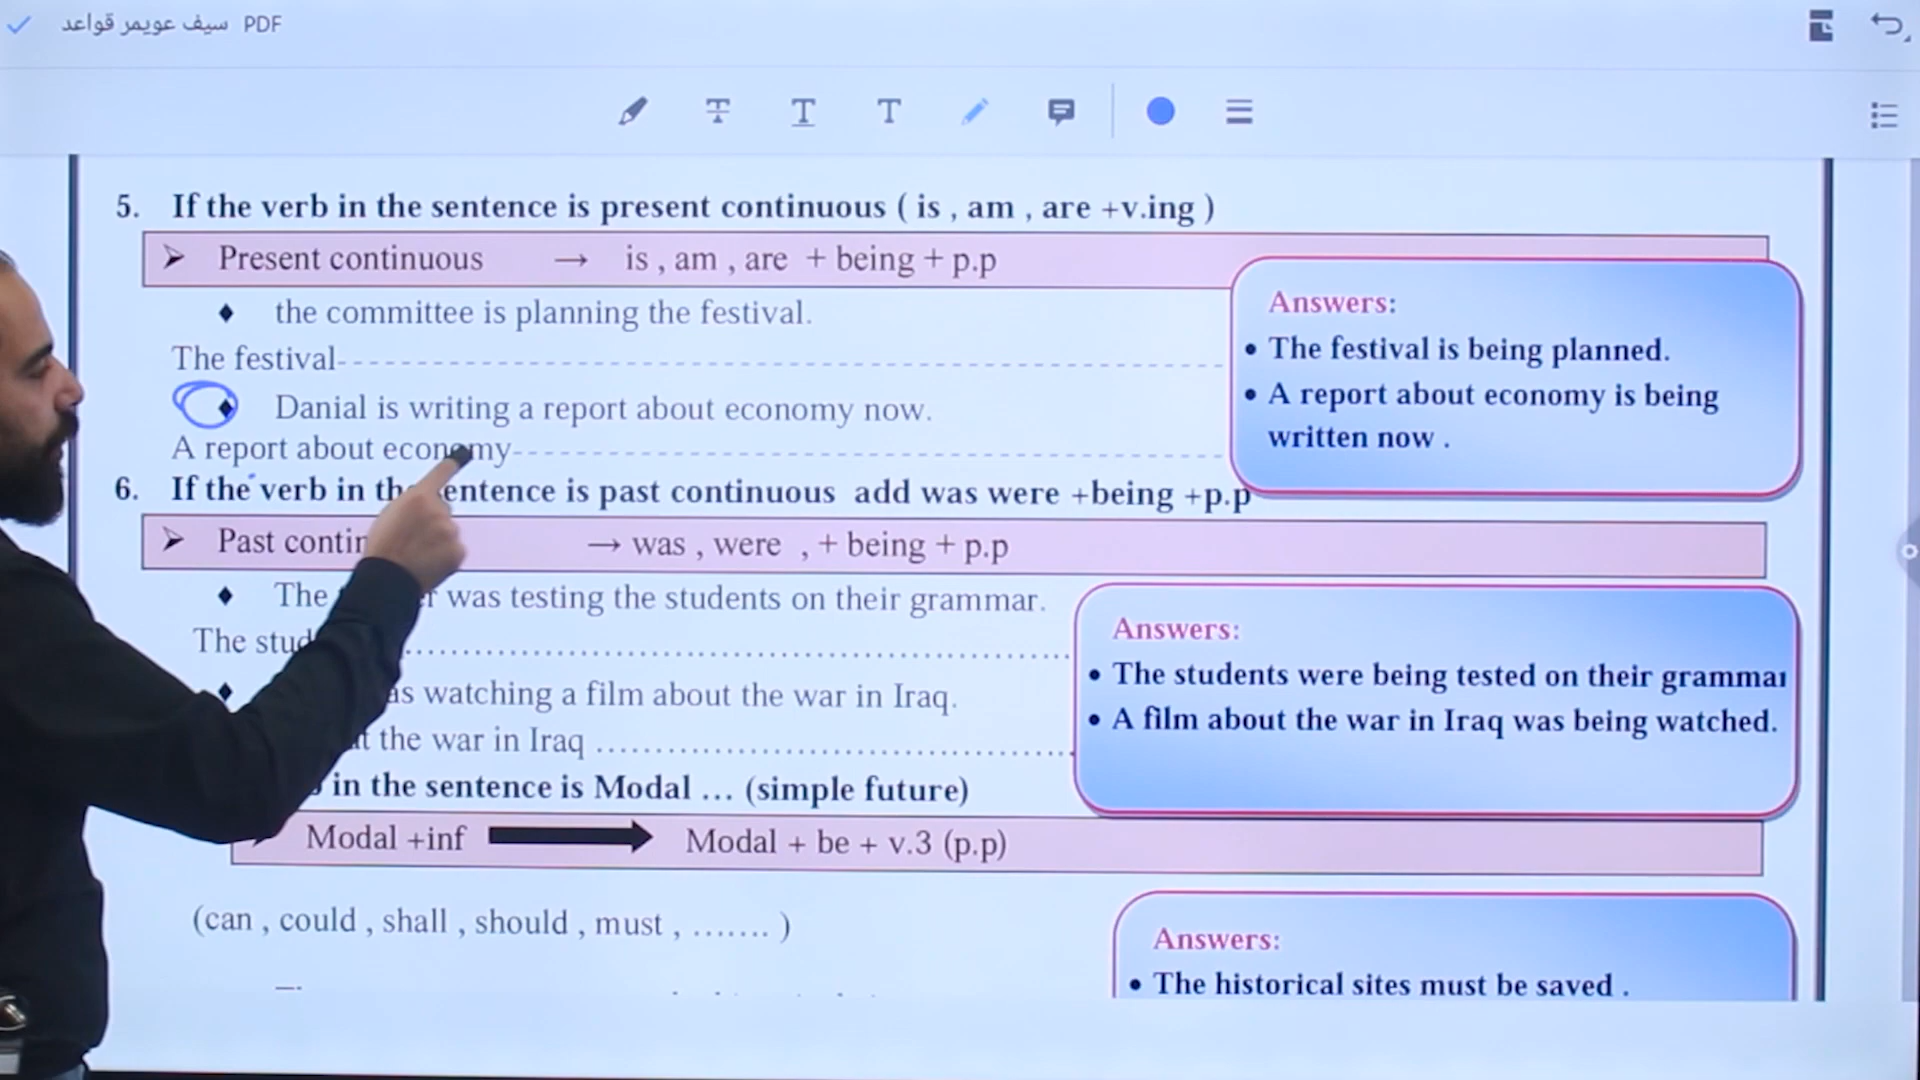 سيف عويمر قواعد PDF
5. If the verb in the sentence is present continuous ( is , am , are +v.ing )
➢ Present continuous → is , am , are + being + p.p
♦ the committee is planning the festival.
The festival
♦ Danial is writing a report about economy now.
A report about economy
Answers:
• The festival is being planned.
• A report about economy is being
written now .
6. If the verb in the sentence is past continuous add was were +being +p.p
➢ Past contin → was , were , + being + p.p
♦ The was testing the students on their grammar.
The stud
♦ as watching a film about the war in Iraq.
the war in Iraq
Answers:
• The students were being tested on their grammar
• A film about the war in Iraq was being watched.
in the sentence is Modal … (simple future)
Modal +inf → Modal + be + v.3 (p.p)
(can , could , shall , should , must , ……. )
Answers:
• The historical sites must be saved .